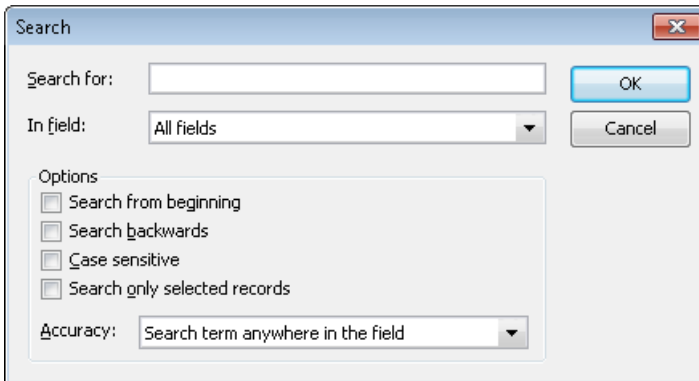 Search
Search for:
OK
In field: All fields
Cancel
Options
Search from beginning
Search backwards
Case sensitive
Search only selected records
Accuracy: Search term anywhere in the field